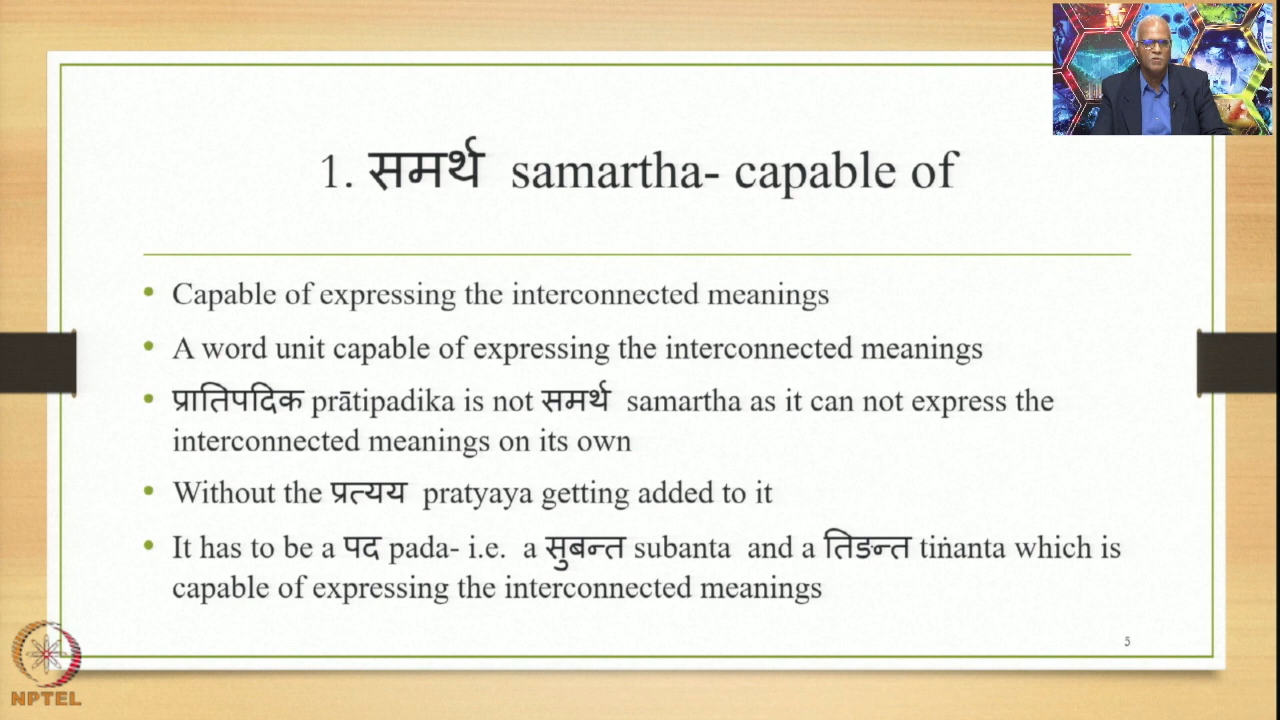 1. समर्थ samartha- capable of
• Capable of expressing the interconnected meanings
• A word unit capable of expressing the interconnected meanings
• प्रातिपदिक prātipadika is not समर्थ samartha as it can not express the
interconnected meanings on its own
• Without the प्रत्यय pratyaya getting added to it
• It has to be a पद pada- i.e. a सुबन्त subanta and a तिङन्त tiṅanta which is
capable of expressing the interconnected meanings
5
NPTEL